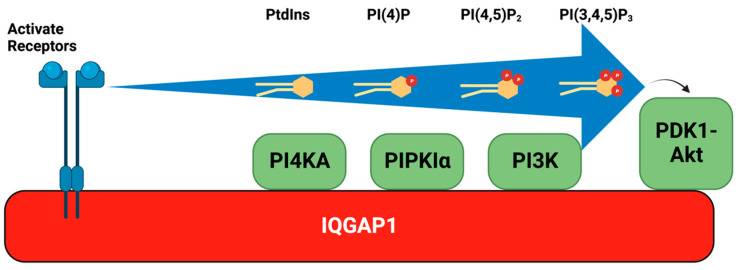 PtdIns PI(4)P PI(4,5)P₂ PI(3,4,5)P₃
Activate
Receptors
P P P P P P
PI4KA PIPKIα PI3K PDK1-
Akt
IQGAP1